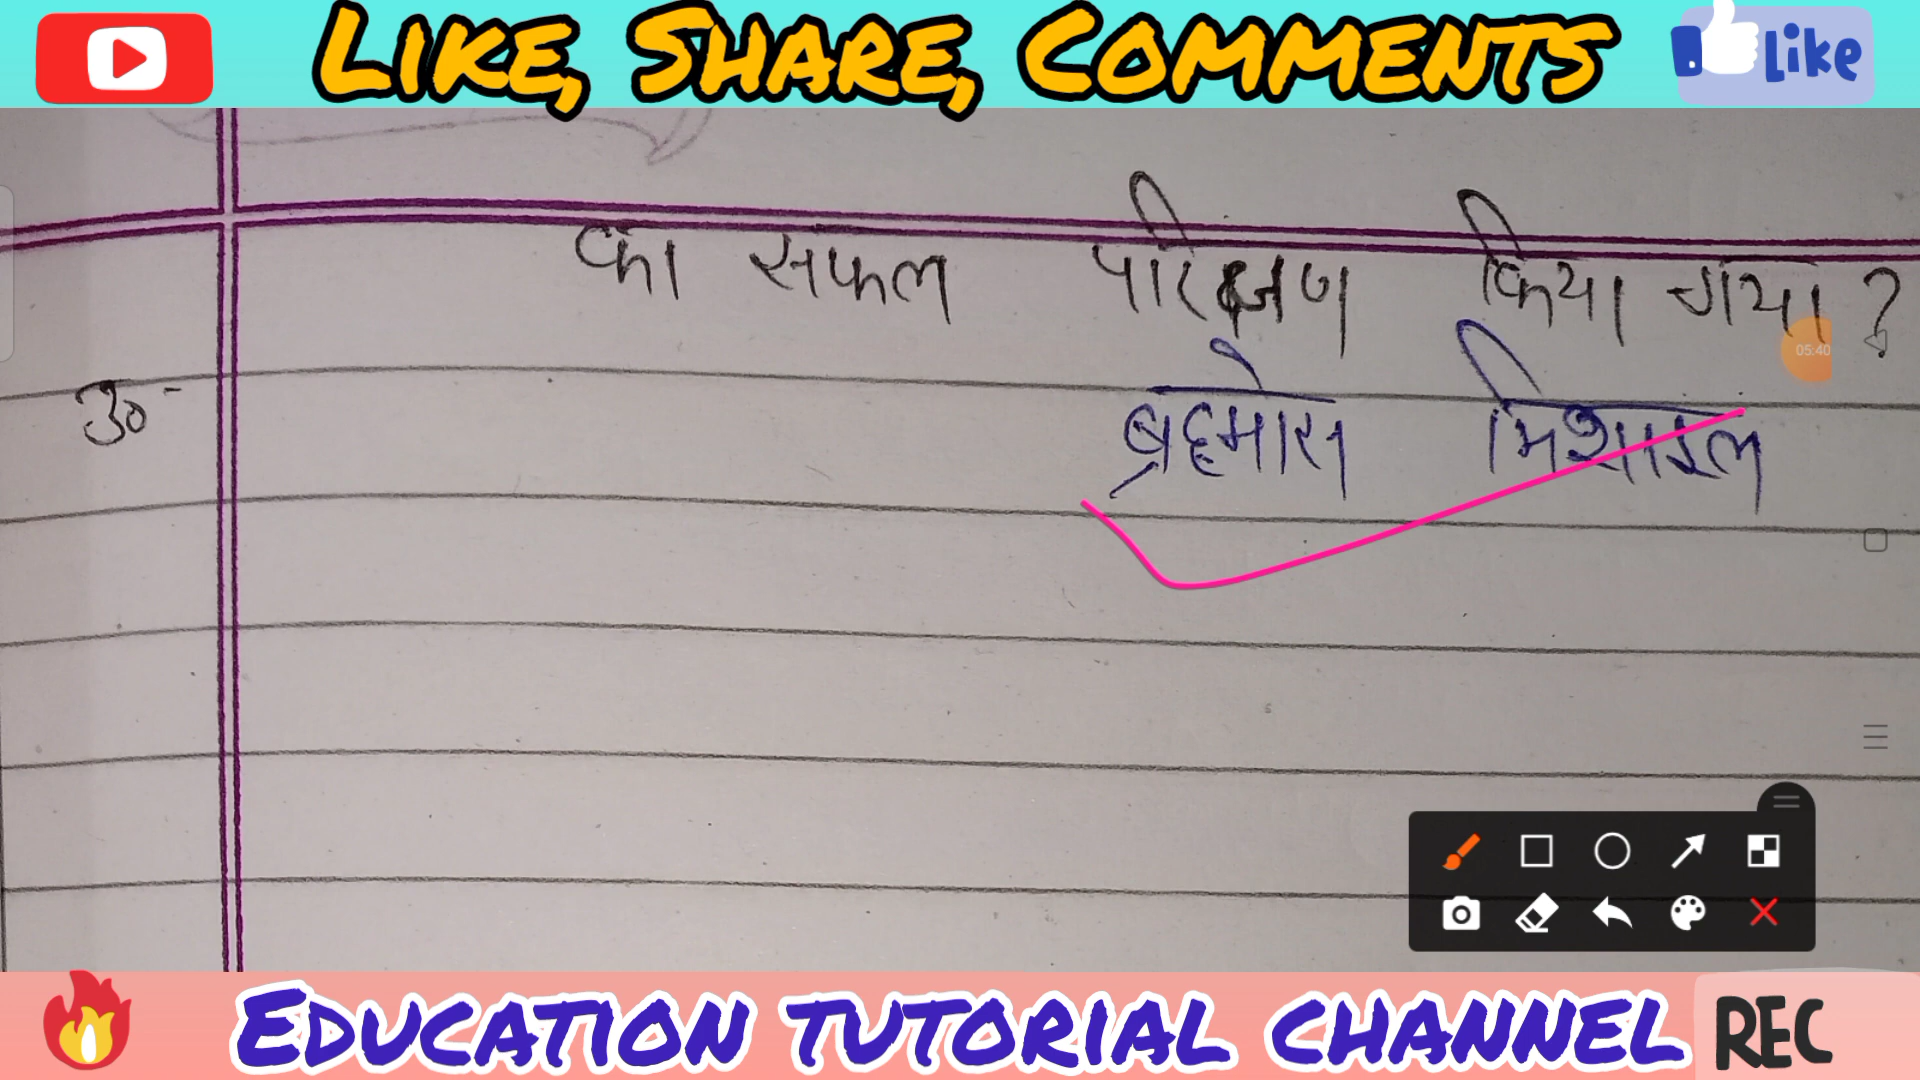 LIKE, SHARE, COMMENTS
Like
का सफल परिक्षण किया गया ?
05:40
उ०-
ब्रह्मोस मिशाइल
EDUCATION TUTORIAL CHANNEL
REC